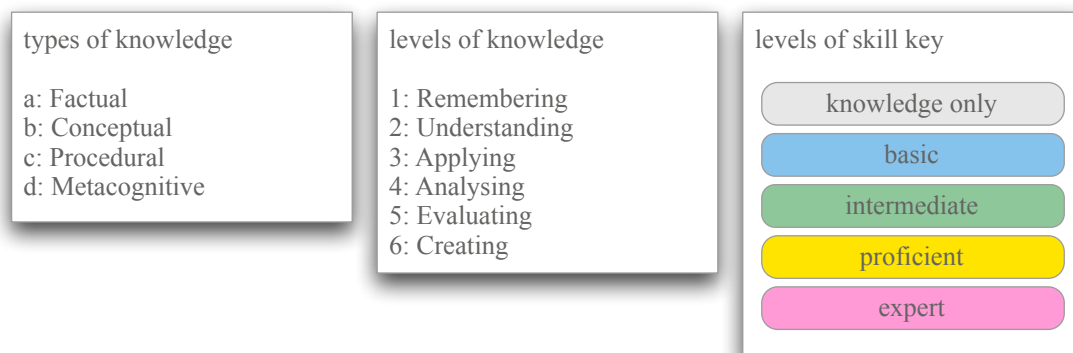 types of knowledge
a: Factual
b: Conceptual
c: Procedural
d: Metacognitive
levels of knowledge
1: Remembering
2: Understanding
3: Applying
4: Analysing
5: Evaluating
6: Creating
levels of skill key
knowledge only
basic
intermediate
proficient
expert